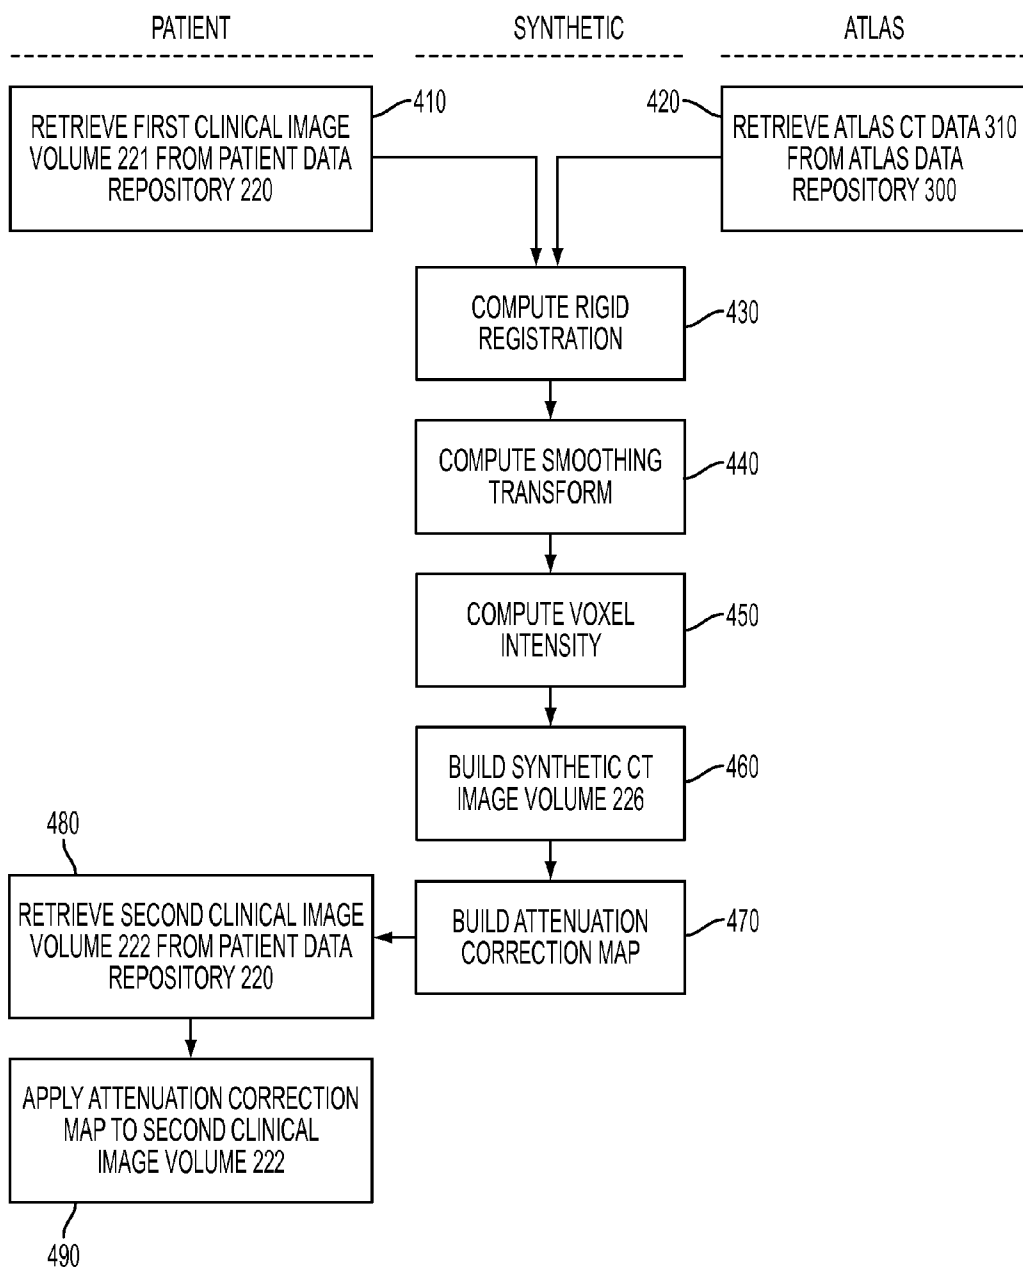 PATIENT
SYNTHETIC
ATLAS
410
RETRIEVE FIRST CLINICAL IMAGE
VOLUME 221 FROM PATIENT DATA
REPOSITORY 220
420
RETRIEVE ATLAS CT DATA 310
FROM ATLAS DATA
REPOSITORY 300
COMPUTE RIGID
REGISTRATION
430
COMPUTE SMOOTHING
TRANSFORM
440
COMPUTE VOXEL
INTENSITY
450
BUILD SYNTHETIC CT
IMAGE VOLUME 226
460
BUILD ATTENUATION
CORRECTION MAP
470
480
RETRIEVE SECOND CLINICAL IMAGE
VOLUME 222 FROM PATIENT DATA
REPOSITORY 220
APPLY ATTENUATION CORRECTION
MAP TO SECOND CLINICAL
IMAGE VOLUME 222
490